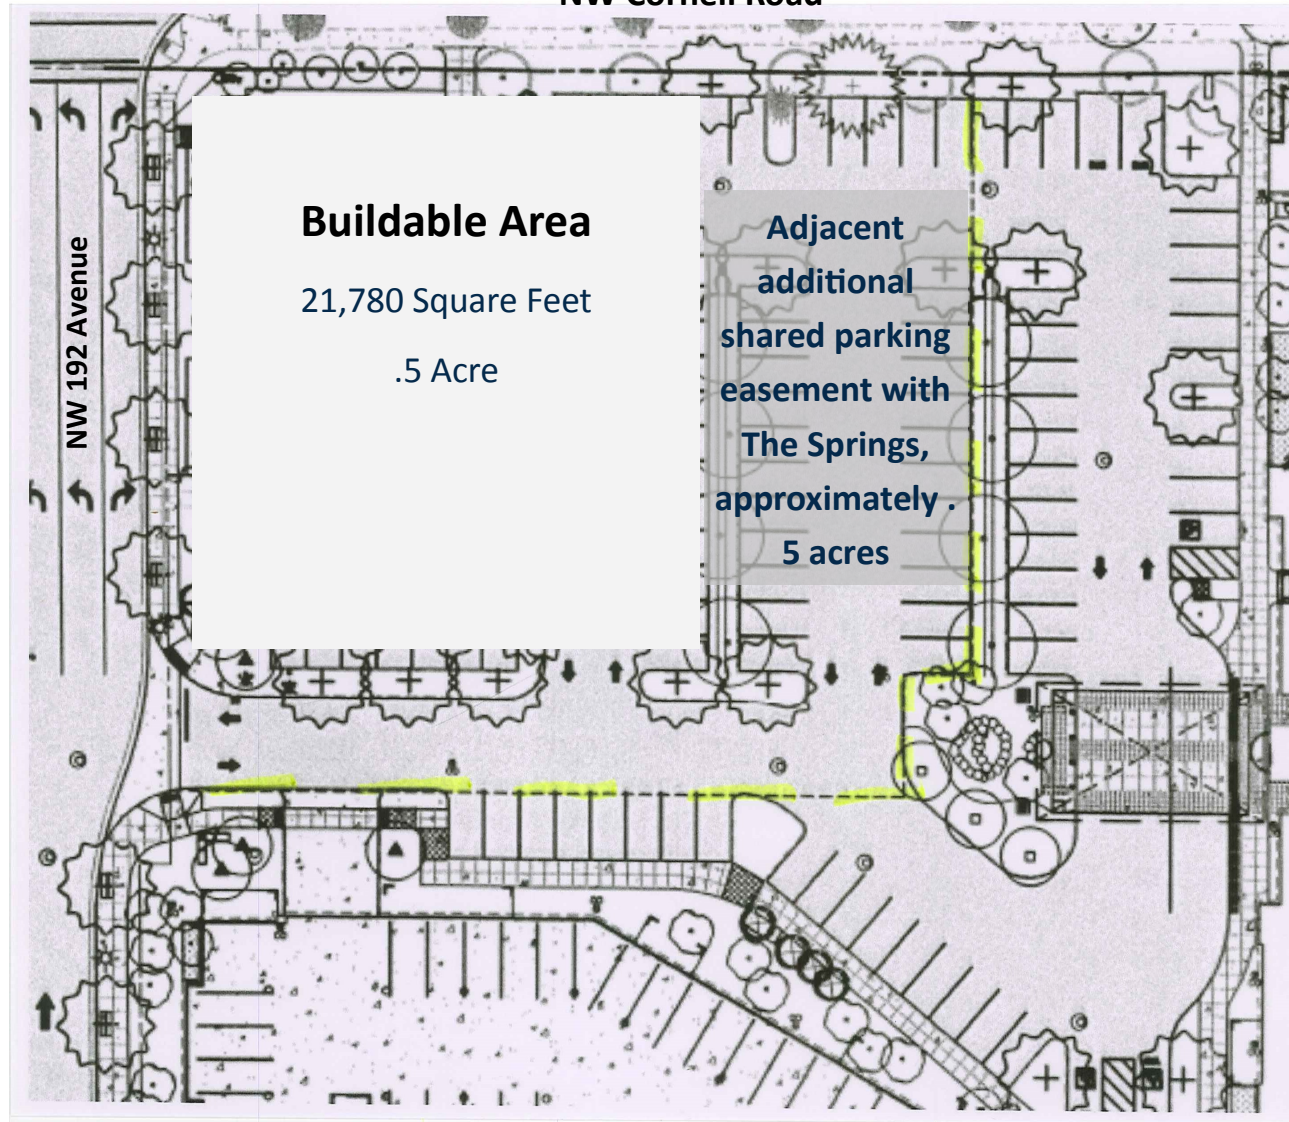 NW Cornell Road
NW 192 Avenue
Buildable Area
21,780 Square Feet
.5 Acre
Adjacent
additional
shared parking
easement with
The Springs,
approximately .
5 acres